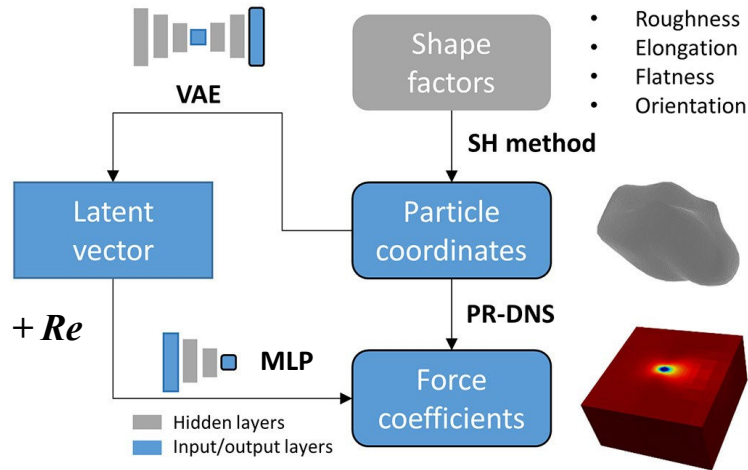 VAE
Shape
factors
• Roughness
• Elongation
• Flatness
• Orientation
SH method
Latent
vector
Particle
coordinates
+ Re
PR-DNS
MLP
Force
coefficients
Hidden layers
Input/output layers